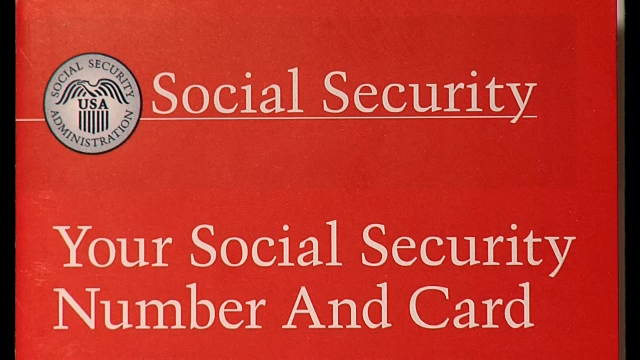 SOCIAL SECURITY
USA
ADMINISTRATION
Social Security
Your Social Security
Number And Card